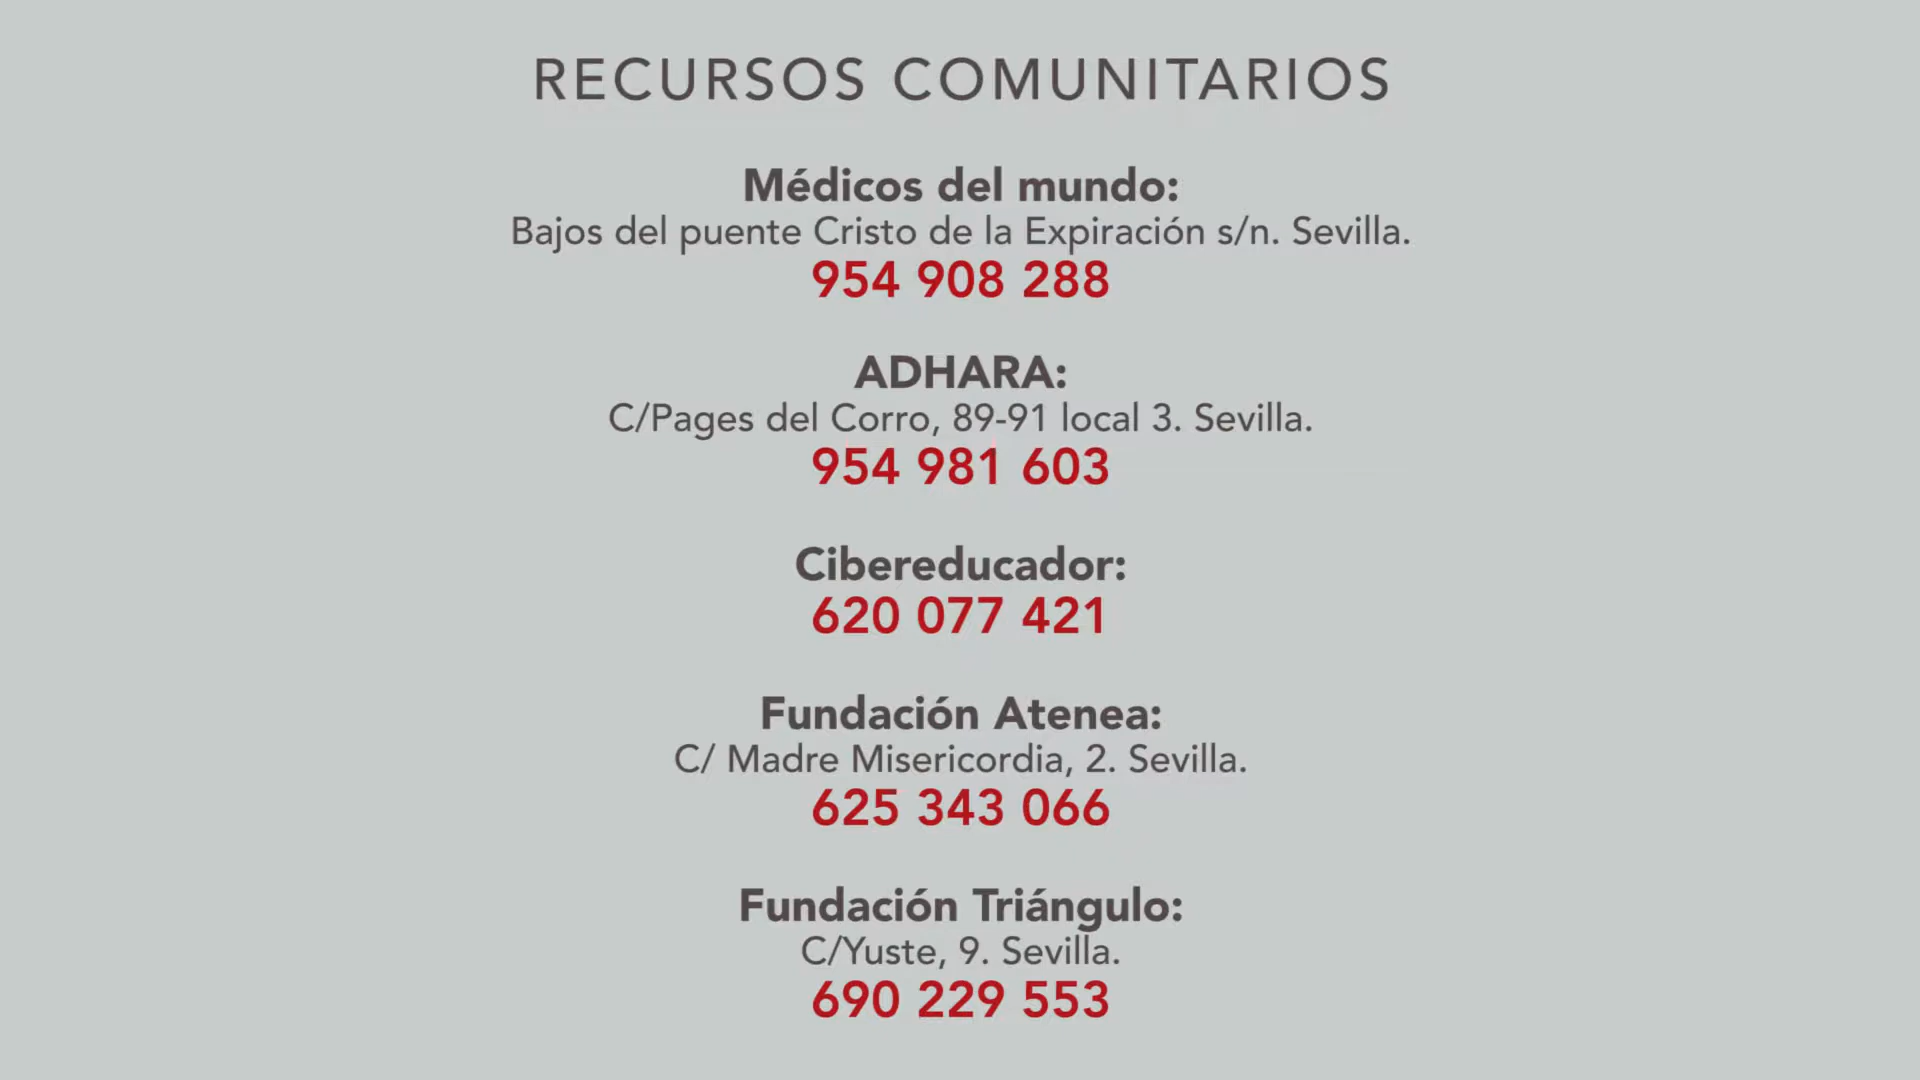 RECURSOS COMUNITARIOS
Médicos del mundo:
Bajos del puente Cristo de la Expiración s/n. Sevilla.
954 908 288
ADHARA:
C/Pages del Corro, 89-91 local 3. Sevilla.
954 981 603
Cibereducador:
620 077 421
Fundación Atenea:
C/ Madre Misericordia, 2. Sevilla.
625 343 066
Fundación Triángulo:
C/Yuste, 9. Sevilla.
690 229 553